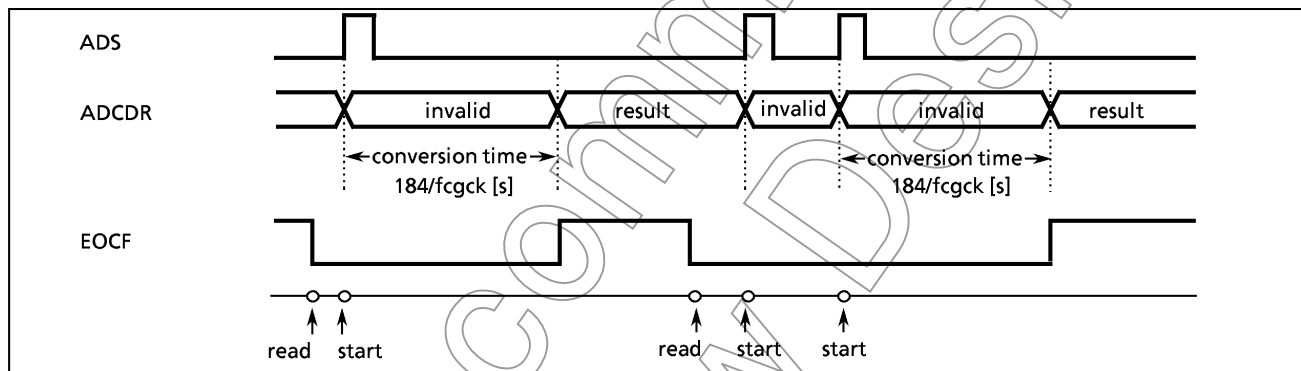 ADS
ADCDR invalid result invalid invalid result
conversion time conversion time
184/fcgck [s] 184/fcgck [s]
EOCF
read start read start start